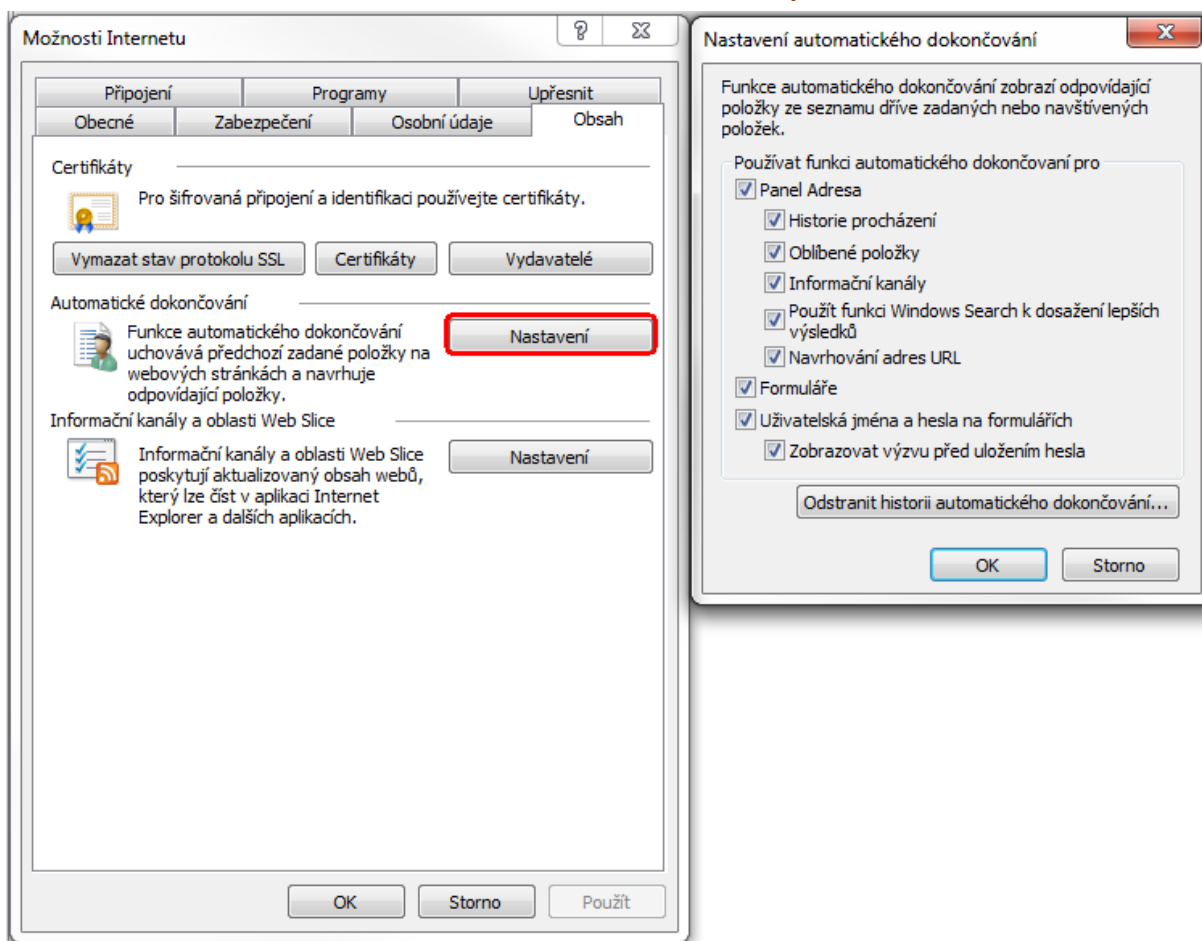 Možnosti Internetu
Připojení
Programy
Upřesnit
Obecné
Zabezpečení
Osobní údaje
Obsah
Certifikáty
Pro šifrovaná připojení a identifikaci používejte certifikáty.
Vymazat stav protokolu SSL
Certifikáty
Vydavatelé
Automatické dokončování
Funkce automatického dokončování
uchovává předchozí zadané položky na
webových stránkách a navrhuje
odpovídající položky.
Nastavení
Informační kanály a oblasti Web Slice
Informační kanály a oblasti Web Slice
poskytují aktualizovaný obsah webů,
který lze číst v aplikaci Internet
Explorer a dalších aplikacích.
Nastavení
OK
Storno
Použít
Nastavení automatického dokončování
Funkce automatického dokončování zobrazí odpovídající
položky ze seznamu dříve zadaných nebo navštívených
položek.
Používat funkci automatického dokončovaní pro
Panel Adresa
Historie procházení
Oblíbené položky
Informační kanály
Použít funkci Windows Search k dosažení lepších
výsledků
Navrhování adres URL
Formuláře
Uživatelská jména a hesla na formulářích
Zobrazovat výzvu před uložením hesla
Odstranit historii automatického dokončování...
OK
Storno